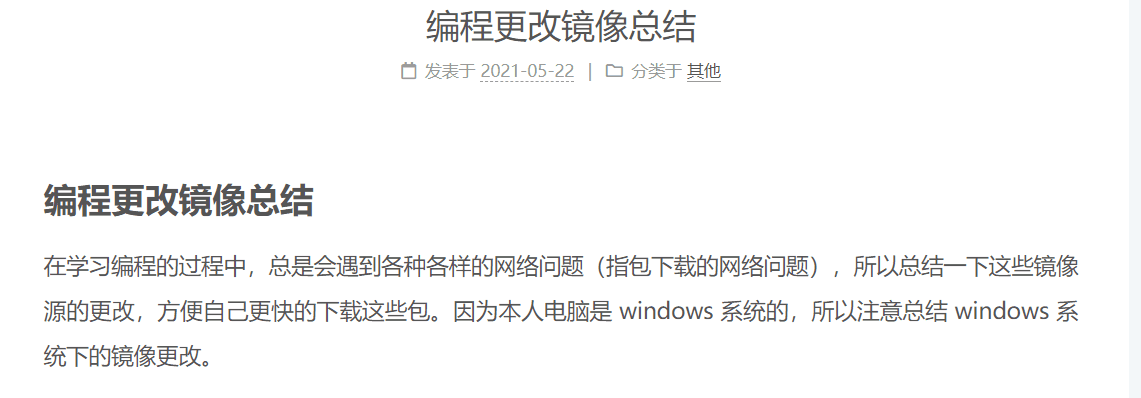 编程更改镜像总结
发表于 2021-05-22 | 分类于 其他
编程更改镜像总结
在学习编程的过程中，总是会遇到各种各样的网络问题（指包下载的网络问题），所以总结一下这些镜像
源的更改，方便自己更快的下载这些包。因为本人电脑是 windows 系统的，所以注意总结 windows 系
统下的镜像更改。